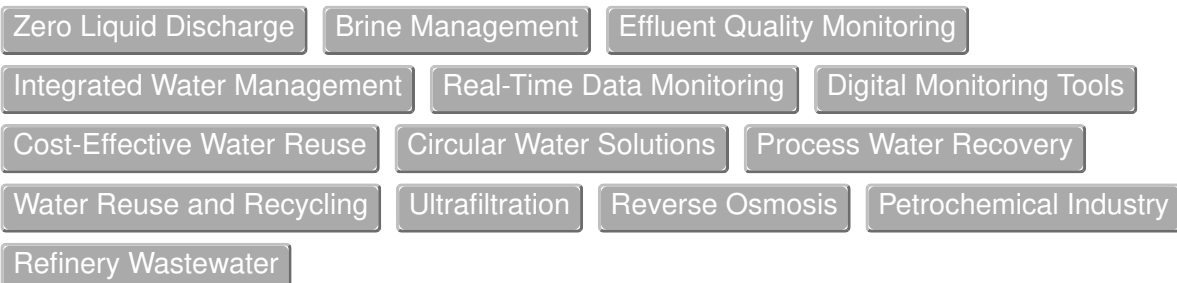 Zero Liquid Discharge Brine Management Effluent Quality Monitoring
Integrated Water Management Real-Time Data Monitoring Digital Monitoring Tools
Cost-Effective Water Reuse Circular Water Solutions Process Water Recovery
Water Reuse and Recycling Ultrafiltration Reverse Osmosis Petrochemical Industry
Refinery Wastewater